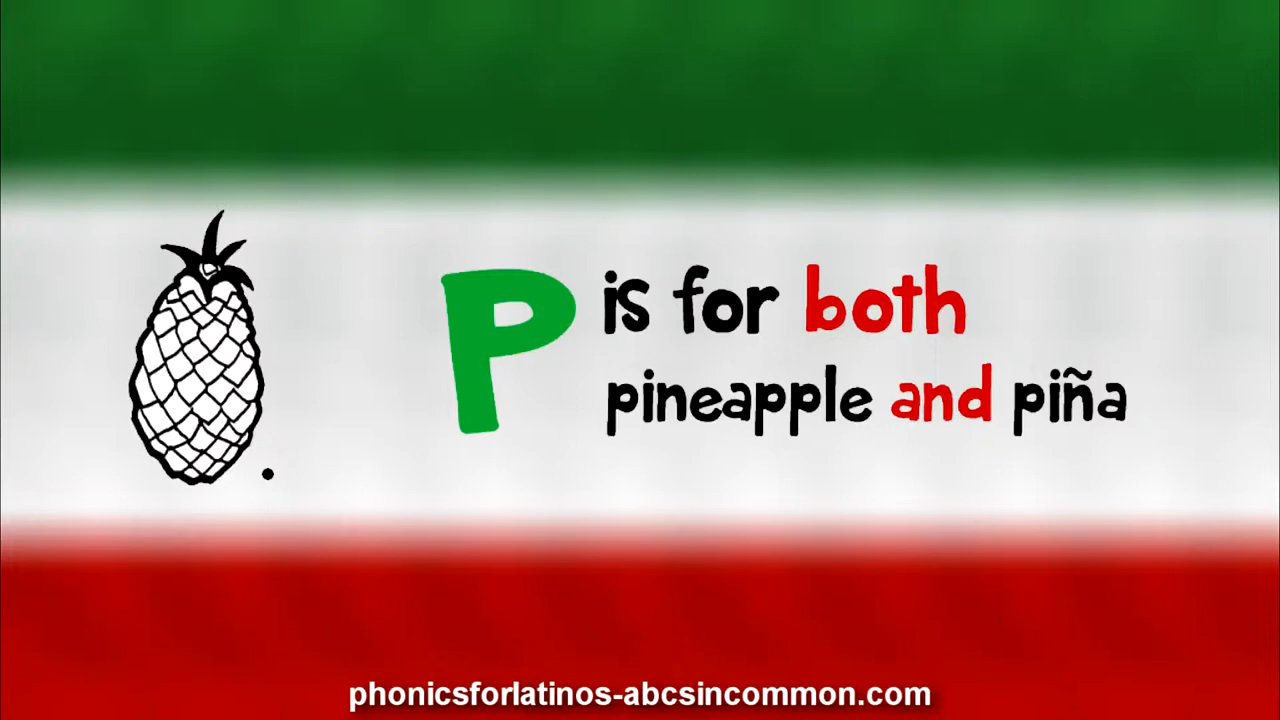 P is for both
pineapple and piña
phonicsforlatinos-abcsincommon.com